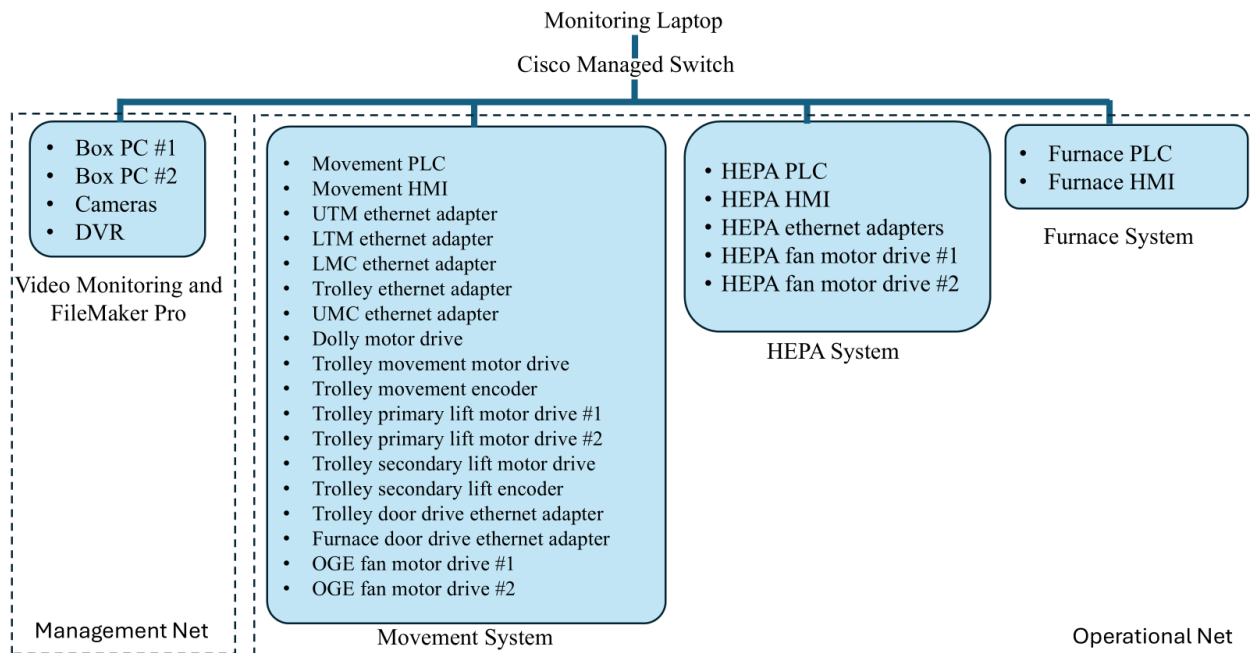 Monitoring Laptop
Cisco Managed Switch
• Box PC #1
• Box PC #2
• Cameras
• DVR
Video Monitoring and
FileMaker Pro
Management Net
• Movement PLC
• Movement HMI
• UTM ethernet adapter
• LTM ethernet adapter
• LMC ethernet adapter
• Trolley ethernet adapter
• UMC ethernet adapter
• Dolly motor drive
• Trolley movement motor drive
• Trolley movement encoder
• Trolley primary lift motor drive #1
• Trolley primary lift motor drive #2
• Trolley secondary lift motor drive
• Trolley secondary lift encoder
• Trolley door drive ethernet adapter
• Furnace door drive ethernet adapter
• OGE fan motor drive #1
• OGE fan motor drive #2
Movement System
• HEPA PLC
• HEPA HMI
• HEPA ethernet adapters
• HEPA fan motor drive #1
• HEPA fan motor drive #2
HEPA System
• Furnace PLC
• Furnace HMI
Furnace System
Operational Net